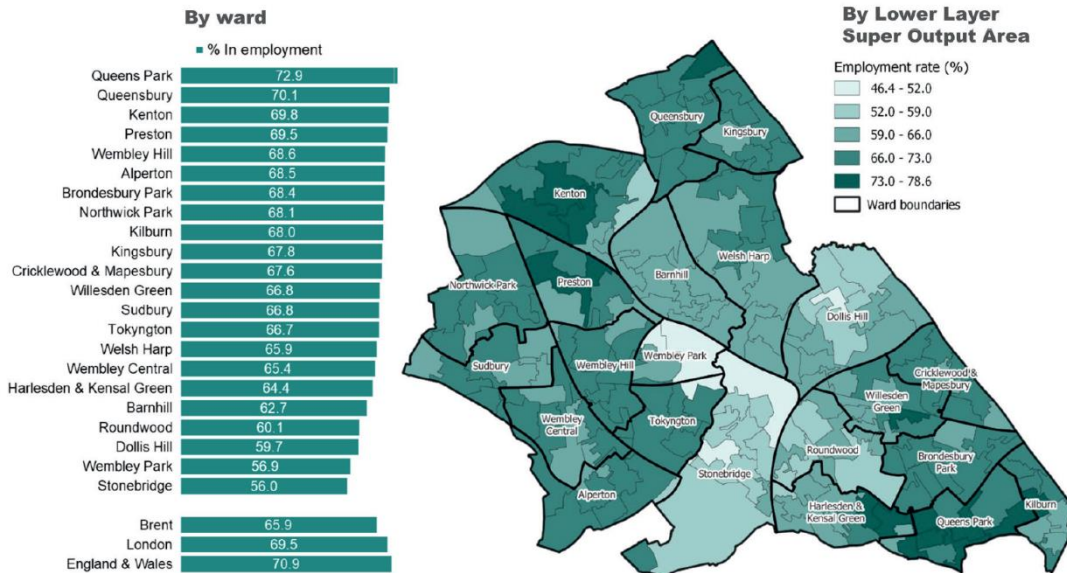 By ward
% In employment
Queens Park 72.9
Queensbury 70.1
Kenton 69.8
Preston 69.5
Wembley Hill 68.6
Alperton 68.5
Brondesbury Park 68.4
Northwick Park 68.1
Kilburn 68.0
Kingsbury 67.8
Cricklewood & Mapesbury 67.6
Willesden Green 66.8
Sudbury 66.8
Tokyngton 66.7
Welsh Harp 65.9
Wembley Central 65.4
Harlesden & Kensal Green 64.4
Barnhill 62.7
Roundwood 60.1
Dollis Hill 59.7
Wembley Park 56.9
Stonebridge 56.0
Brent 65.9
London 69.5
England & Wales 70.9
By Lower Layer
Super Output Area
Employment rate (%)
46.4 - 52.0
52.0 - 59.0
59.0 - 66.0
66.0 - 73.0
73.0 - 78.6
Ward boundaries
Queensbury
Kingsbury
Kenton
Welsh Harp
Barnhill
Preston
Northwick Park
Dollis Hill
Wembley Park
Wembley Hill
Sudbury
Cricklewood &
Mapesbury
Willesden
Green
Wembley
Central
Tokyngton
Roundwood
Brondesbury
Park
Stonebridge
Alperton
Harlesden &
Kensal Green
Kilburn
Queens Park